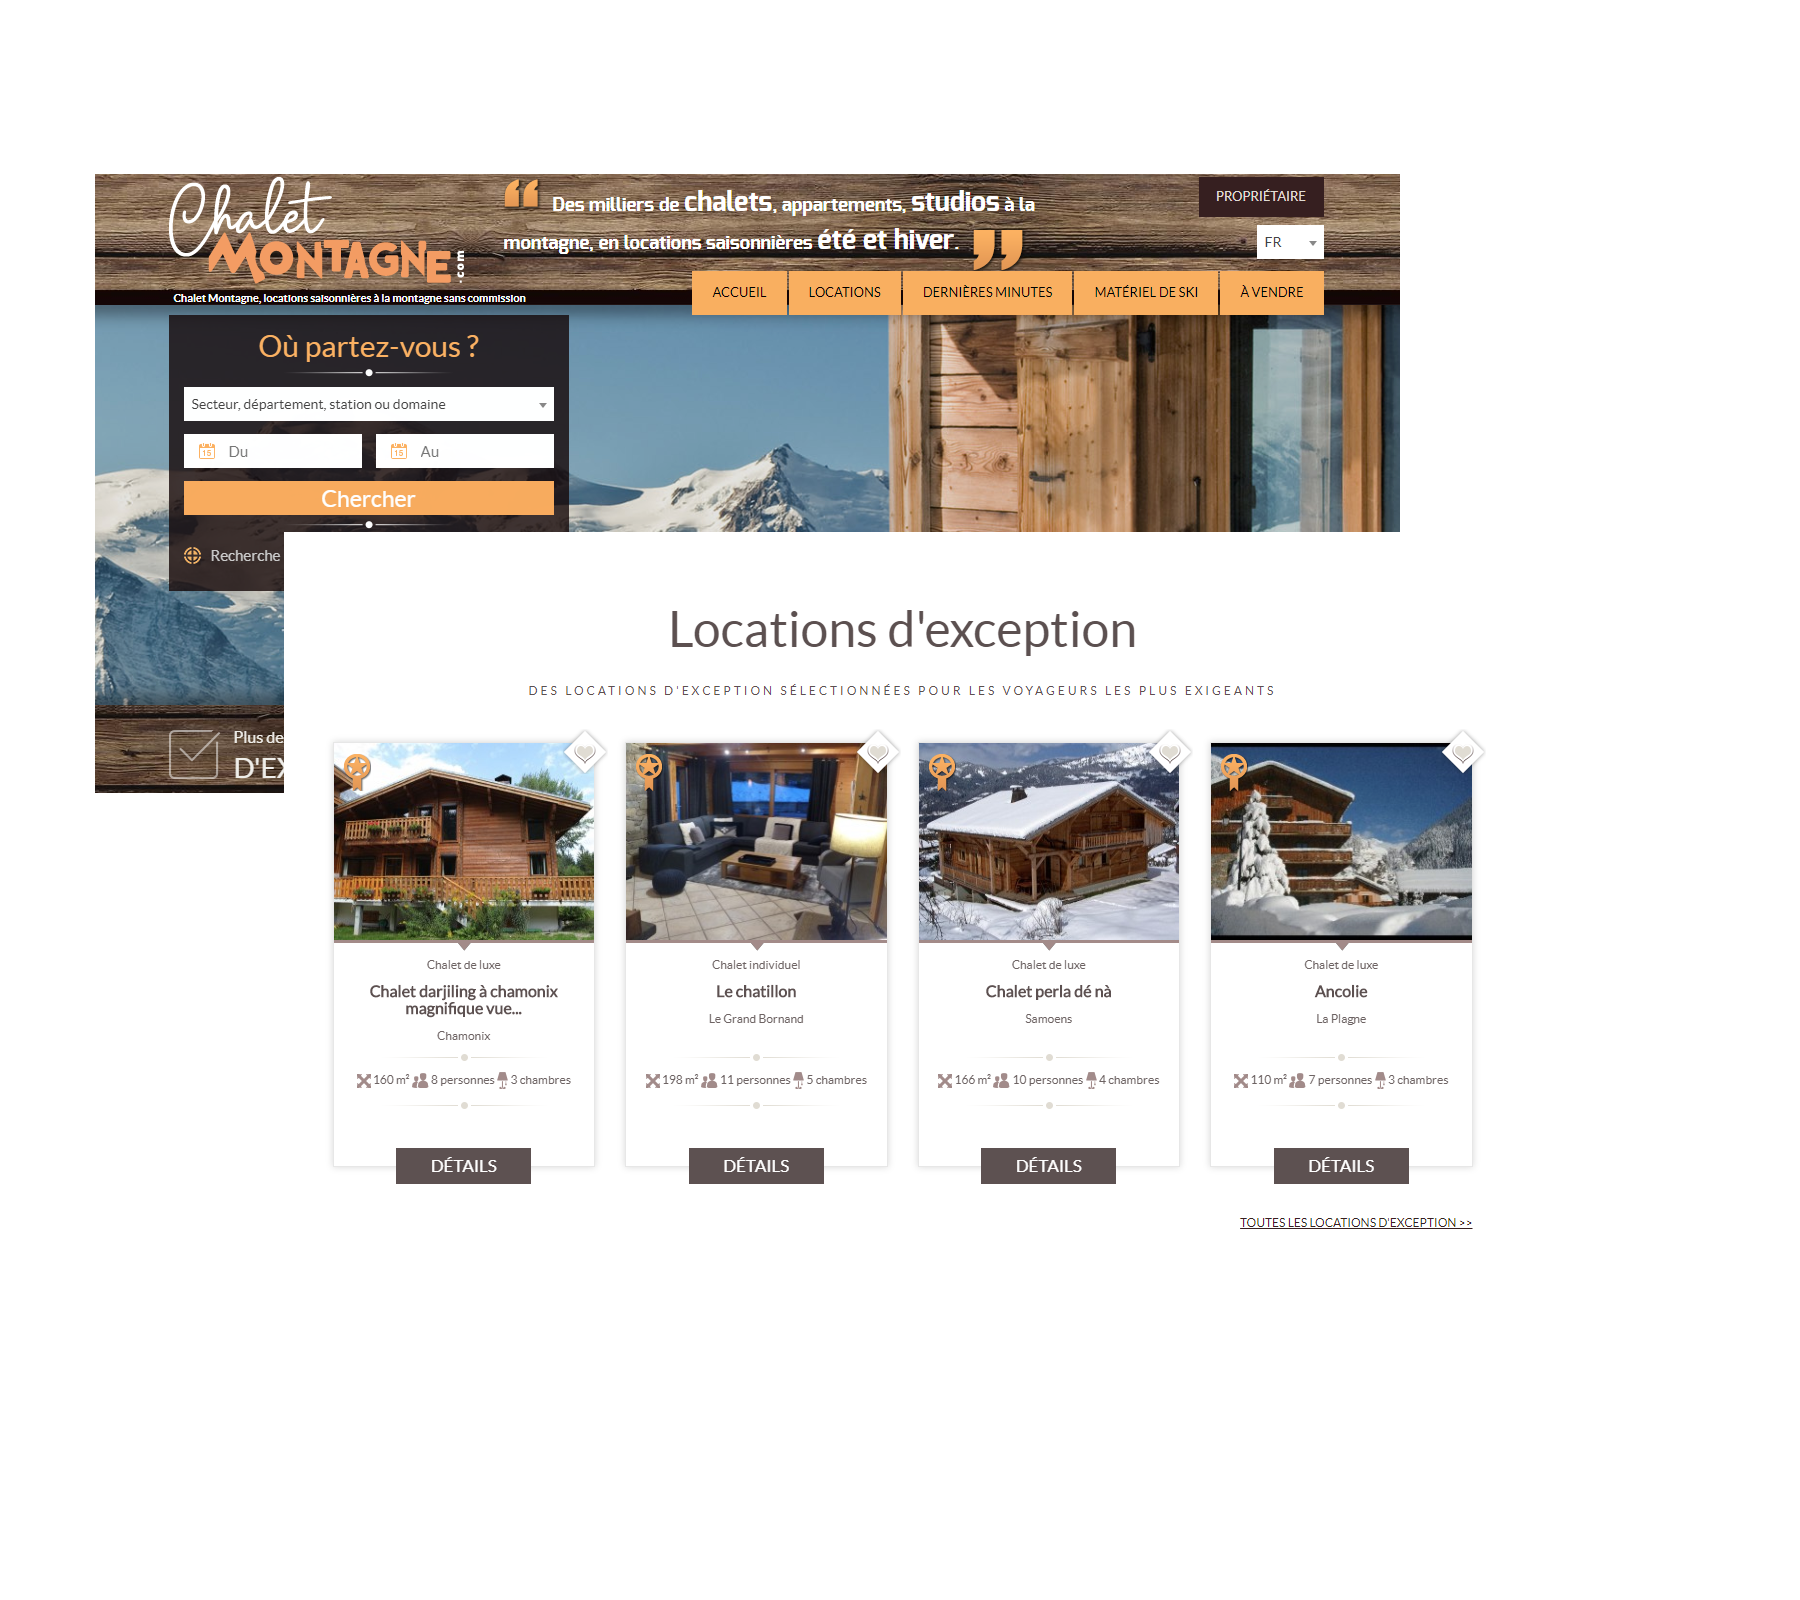 Chalet
MONTAGNE
.com
“ Des milliers de chalets, appartements, studios à la
montagne, en locations saisonnières été et hiver. ”
PROPRIÉTAIRE
FR
Chalet Montagne, locations saisonnières à la montagne sans commission
ACCUEIL LOCATIONS DERNIÈRES MINUTES MATÉRIEL DE SKI À VENDRE
Où partez-vous ?
Secteur, département, station ou domaine
15 Du 15 Au
Chercher
Recherche
Plus de
D'EX
Locations d'exception
DES LOCATIONS D'EXCEPTION SÉLECTIONNÉES POUR LES VOYAGEURS LES PLUS EXIGEANTS
Chalet de luxe
Chalet darjiling à chamonix
magnifique vue...
Chamonix
160 m² 8 personnes 3 chambres
DÉTAILS
Chalet individuel
Le chatillon
Le Grand Bornand
198 m² 11 personnes 5 chambres
DÉTAILS
Chalet de luxe
Chalet perla dé nà
Samoens
166 m² 10 personnes 4 chambres
DÉTAILS
Chalet de luxe
Ancolie
La Plagne
110 m² 7 personnes 3 chambres
DÉTAILS
TOUTES LES LOCATIONS D'EXCEPTION >>